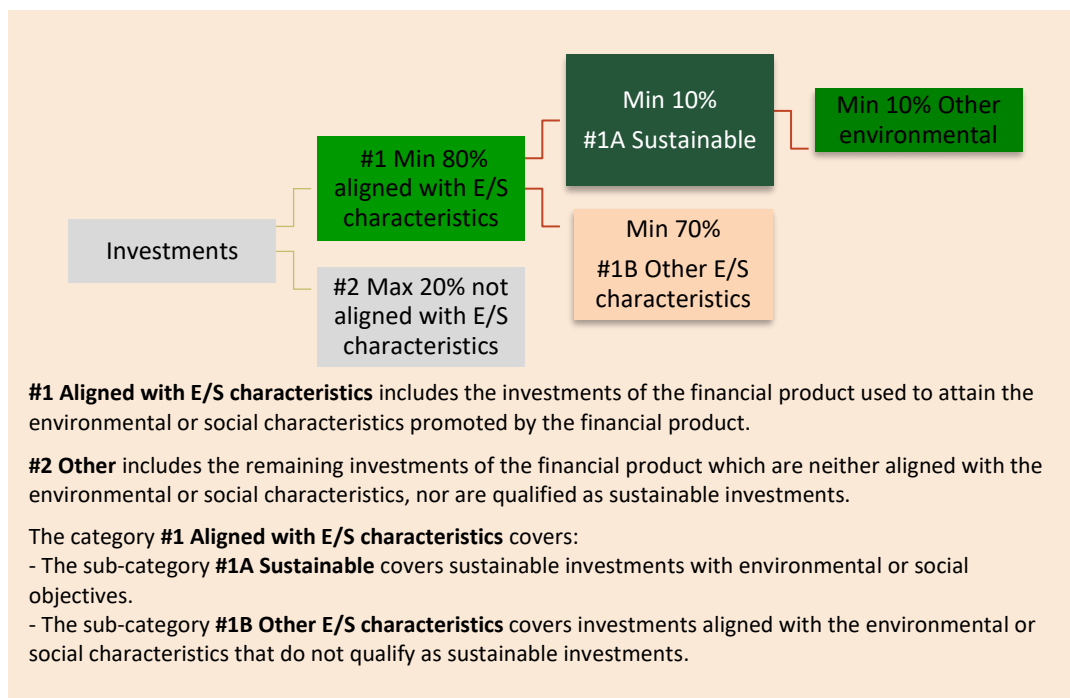 Investments
#1 Min 80%
aligned with E/S
characteristics
#2 Max 20% not
aligned with E/S
characteristics
Min 10%
#1A Sustainable
Min 70%
#1B Other E/S
characteristics
Min 10% Other
environmental
#1 Aligned with E/S characteristics includes the investments of the financial product used to attain the
environmental or social characteristics promoted by the financial product.
#2 Other includes the remaining investments of the financial product which are neither aligned with the
environmental or social characteristics, nor are qualified as sustainable investments.
The category #1 Aligned with E/S characteristics covers:
- The sub-category #1A Sustainable covers sustainable investments with environmental or social
objectives.
- The sub-category #1B Other E/S characteristics covers investments aligned with the environmental or
social characteristics that do not qualify as sustainable investments.